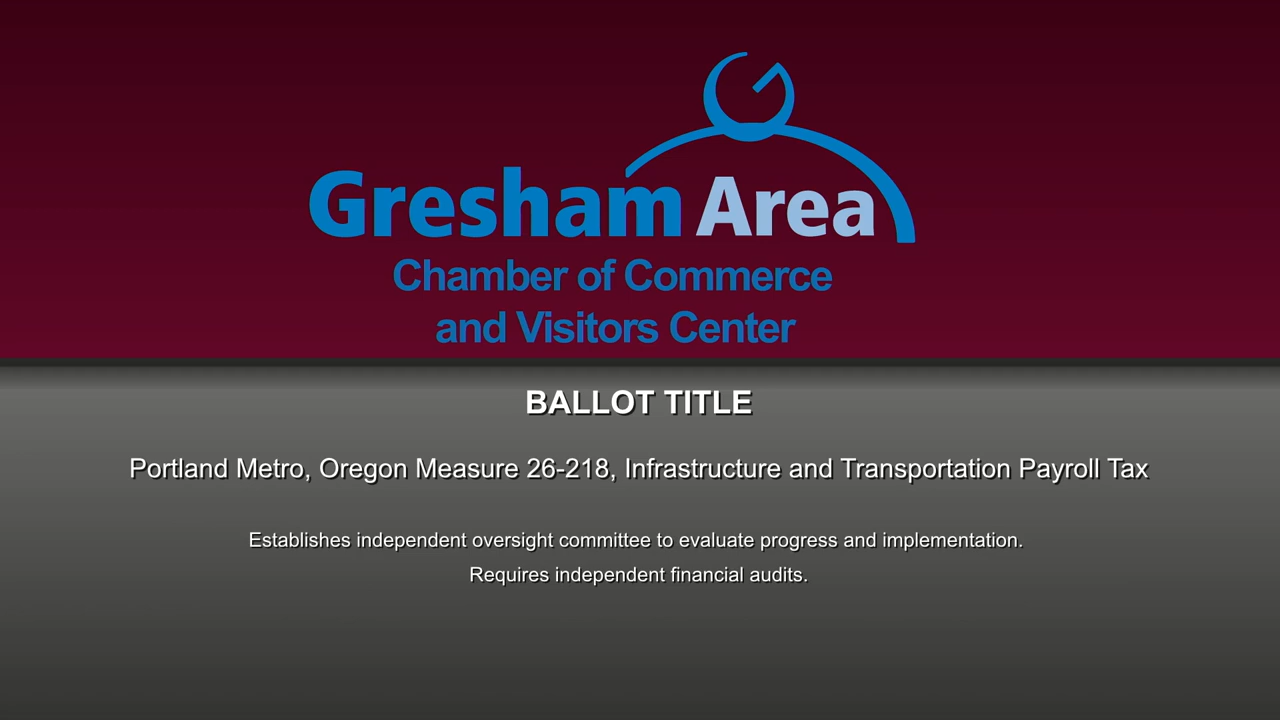 Gresham Area
Chamber of Commerce
and Visitors Center
BALLOT TITLE
Portland Metro, Oregon Measure 26-218, Infrastructure and Transportation Payroll Tax
Establishes independent oversight committee to evaluate progress and implementation.
Requires independent financial audits.